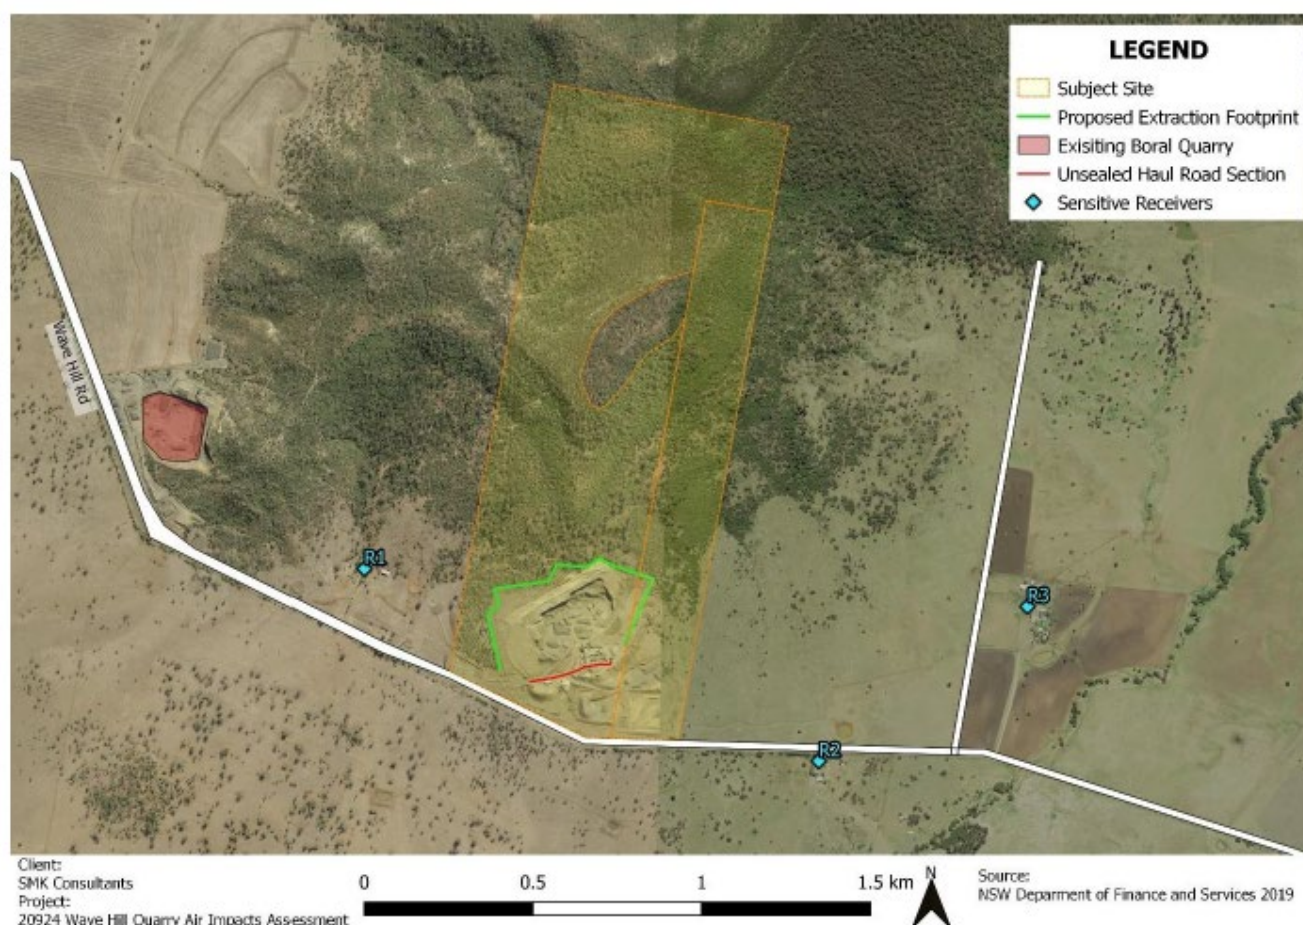 LEGEND
Subject Site
Proposed Extraction Footprint
Exisiting Boral Quarry
Unsealed Haul Road Section
Sensitive Receivers
Wave Hill Rd
R1
R3
R2
Client:
SMK Consultants
Project:
20924 Wave Hill Quarry Air Impacts Assessment
0 0.5 1 1.5 km
N
Source:
NSW Deparment of Finance and Services 2019